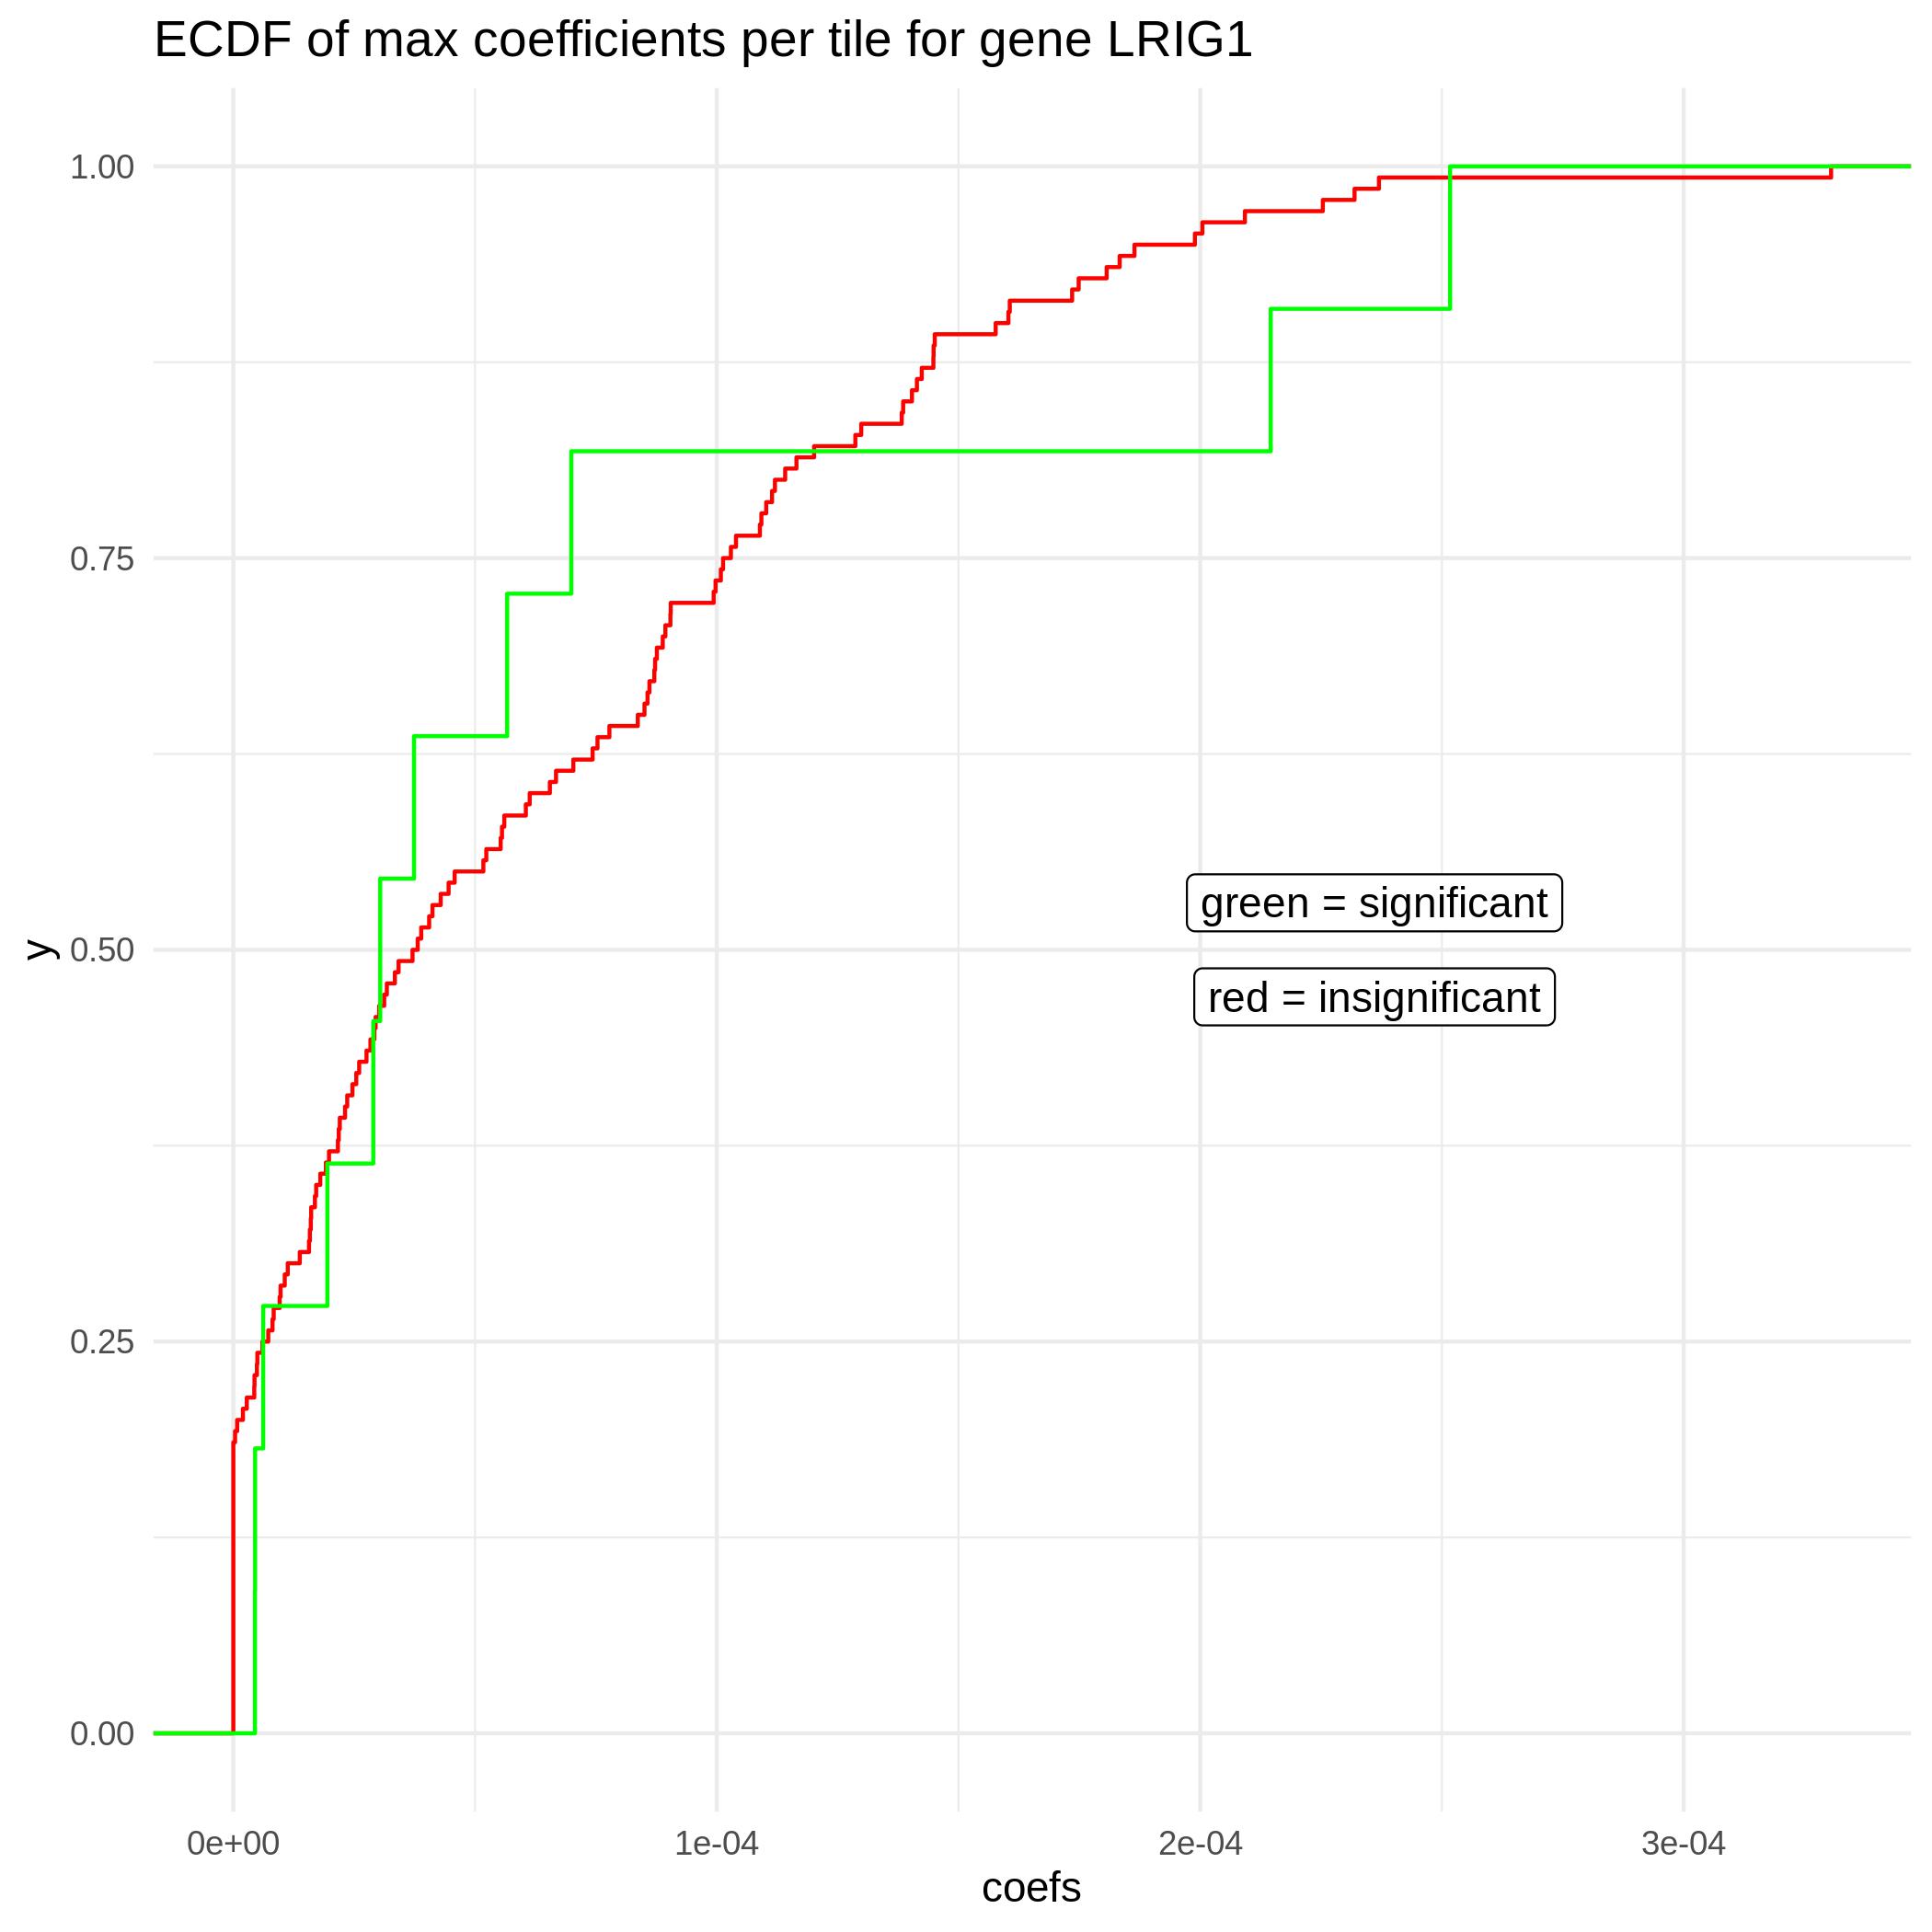 ECDF of max coefficients per tile for gene LRIG1
1.00
0.75
0.50
0.25
0.00
y
green = significant
red = insignificant
0e+00
1e-04
2e-04
3e-04
coefs